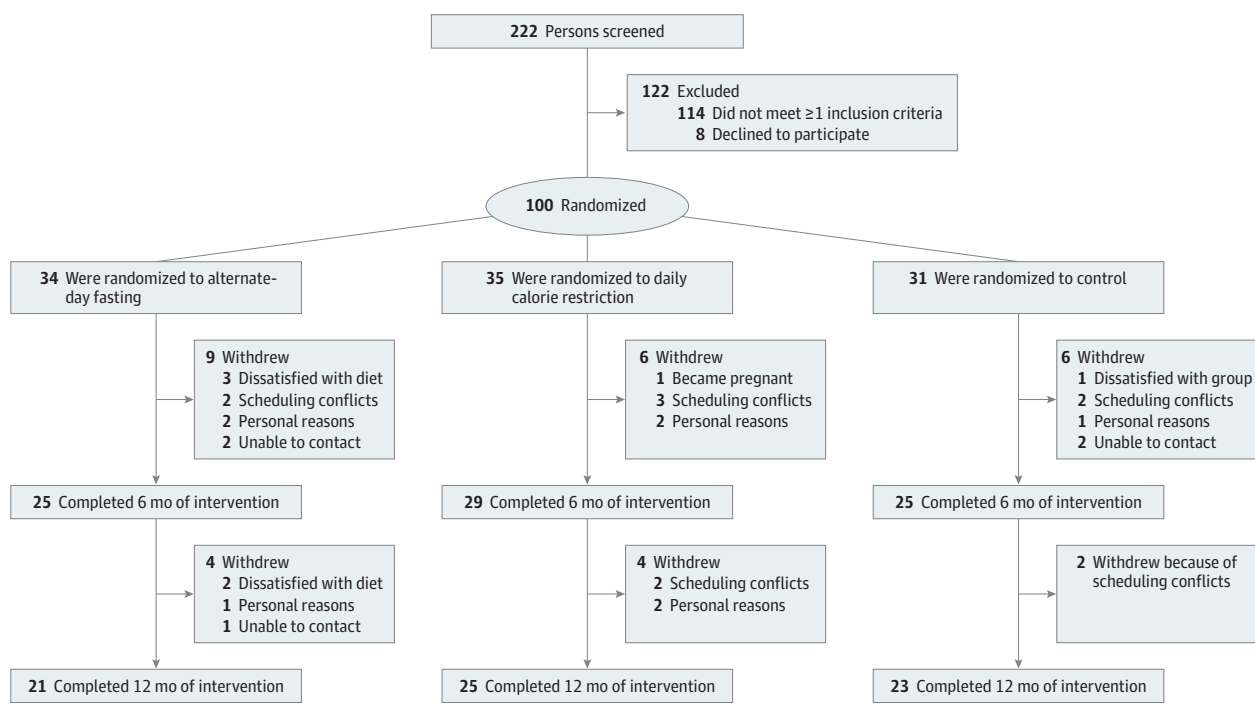 222 Persons screened
122 Excluded
114 Did not meet ≥1 inclusion criteria
8 Declined to participate
100 Randomized
34 Were randomized to alternate-
day fasting
35 Were randomized to daily
calorie restriction
31 Were randomized to control
9 Withdrew
3 Dissatisfied with diet
2 Scheduling conflicts
2 Personal reasons
2 Unable to contact
6 Withdrew
1 Became pregnant
3 Scheduling conflicts
2 Personal reasons
6 Withdrew
1 Dissatisfied with group
2 Scheduling conflicts
1 Personal reasons
2 Unable to contact
25 Completed 6 mo of intervention
29 Completed 6 mo of intervention
25 Completed 6 mo of intervention
4 Withdrew
2 Dissatisfied with diet
1 Personal reasons
1 Unable to contact
4 Withdrew
2 Scheduling conflicts
2 Personal reasons
2 Withdrew because of
scheduling conflicts
21 Completed 12 mo of intervention
25 Completed 12 mo of intervention
23 Completed 12 mo of intervention